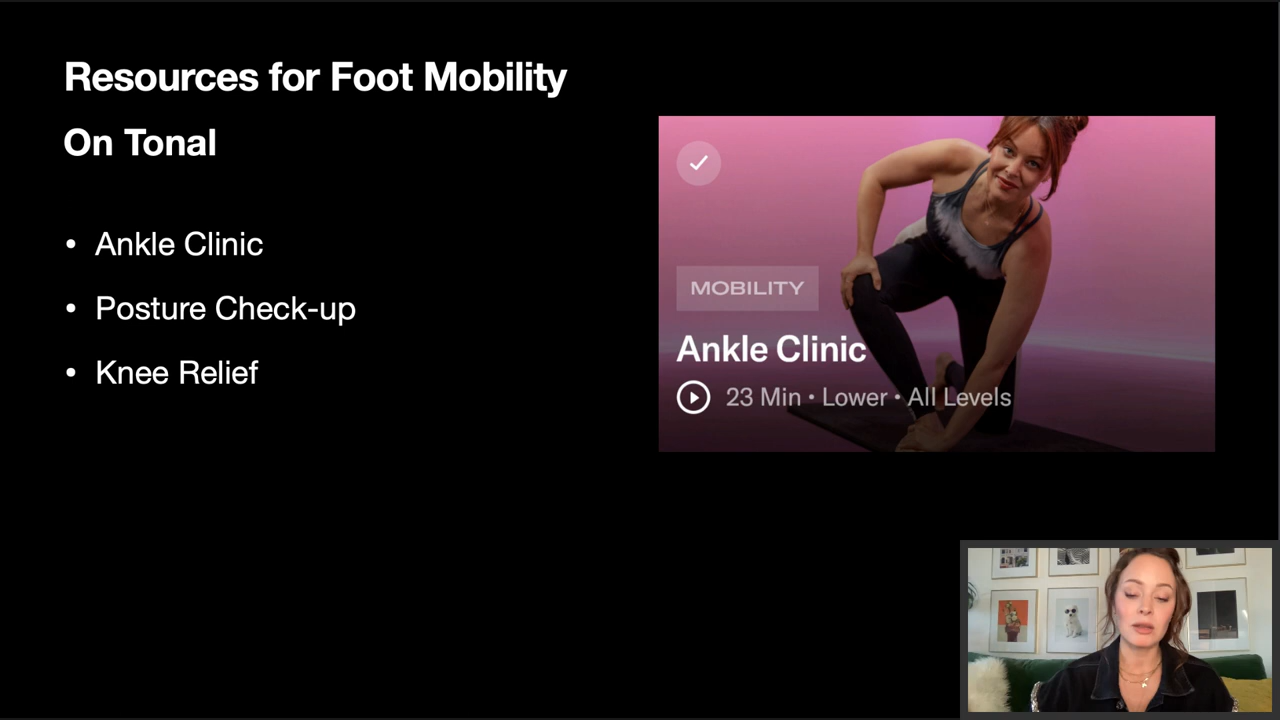 Resources for Foot Mobility
On Tonal
• Ankle Clinic
• Posture Check-up
• Knee Relief
MOBILITY
Ankle Clinic
23 Min • Lower • All Levels